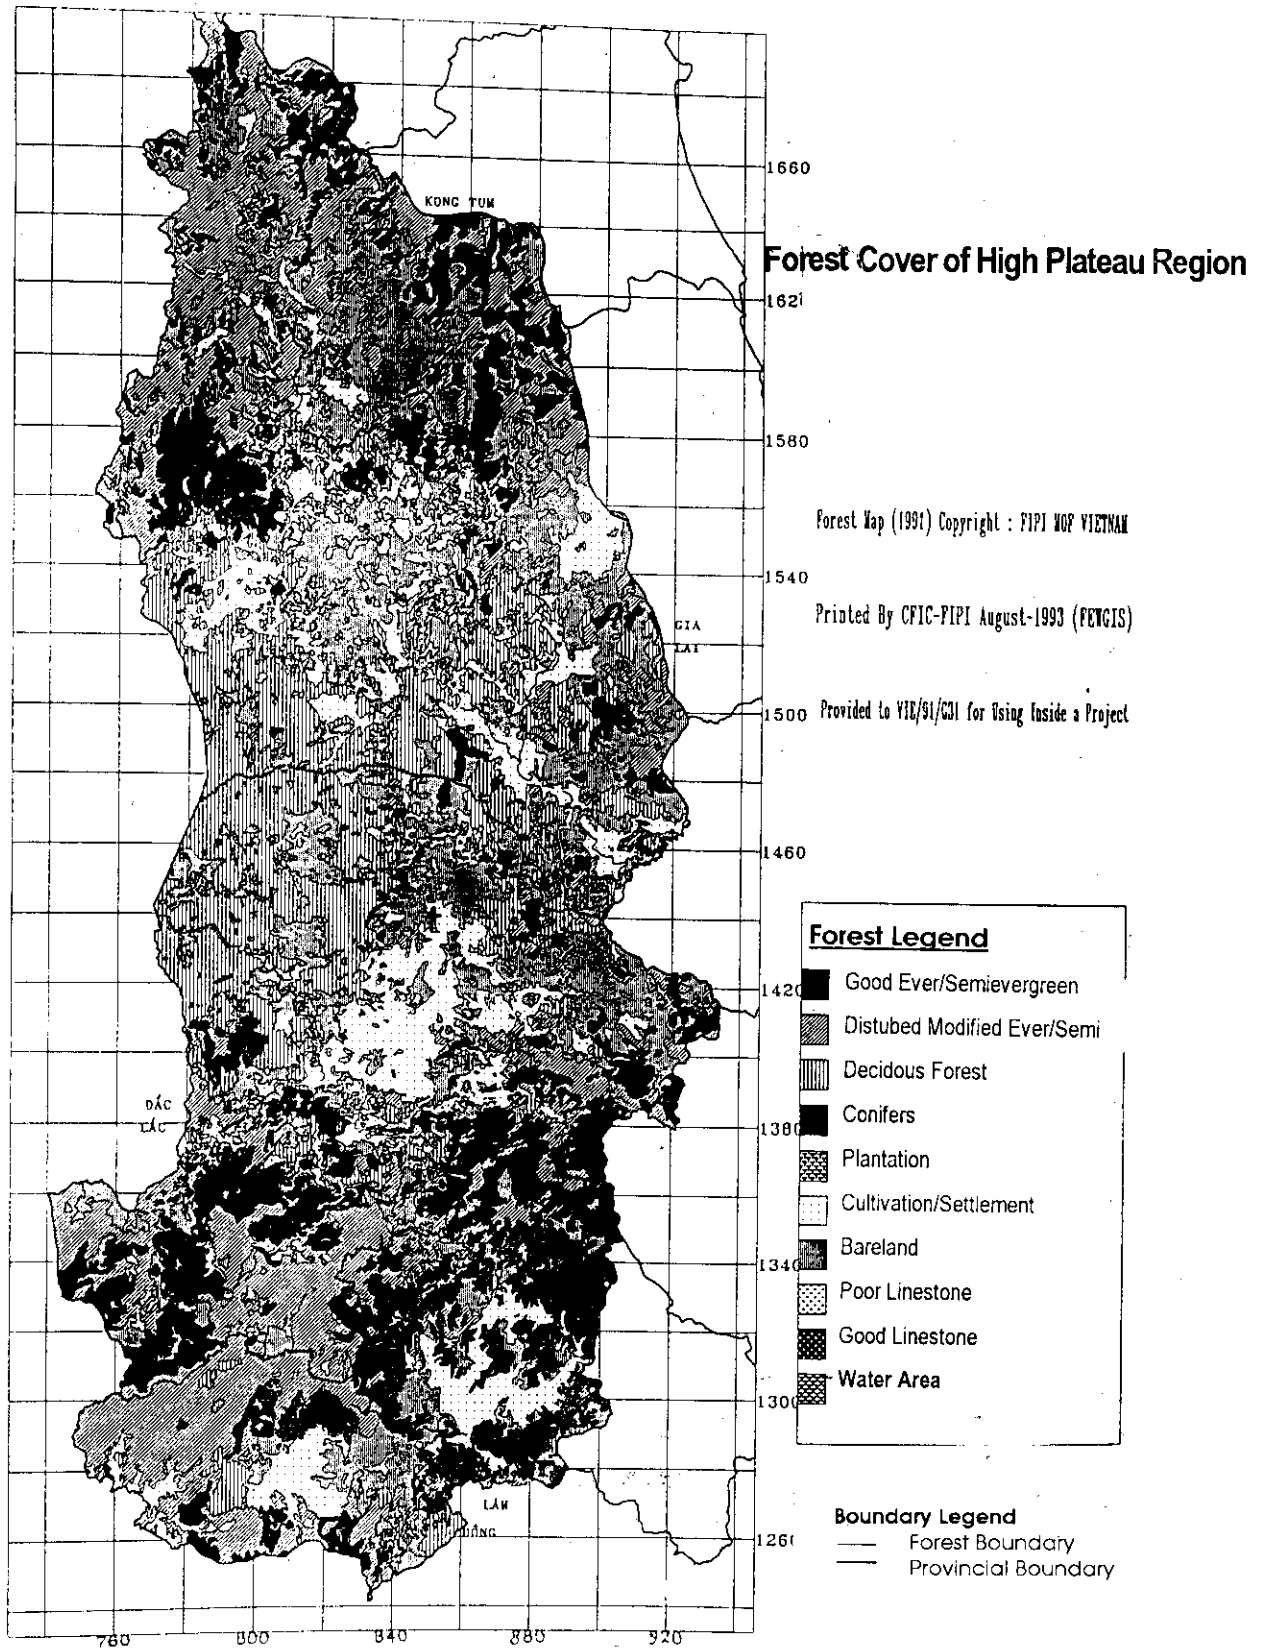 KONG TUM
1660
Forest Cover of High Plateau Region
1620
1580
Forest Map (1991) Copyright : FIPI MOF VIETNAM
1540
Printed By CFIC-FIPI August-1993 (FEWGIS)
GIA
LAI
1500
Provided to VIE/91/G31 for Using Inside a Project
1460
Forest Legend
Good Ever/Semievergreen
1420
Distubed Modified Ever/Semi
Decidous Forest
ĐẮC
LẮC
Conifers
1380
Plantation
Cultivation/Settlement
Bareland
1340
Poor Linestone
Good Linestone
Water Area
1300
LÂM
ĐỒNG
Boundary Legend
Forest Boundary
Provincial Boundary
1260
760 800 840 880 920